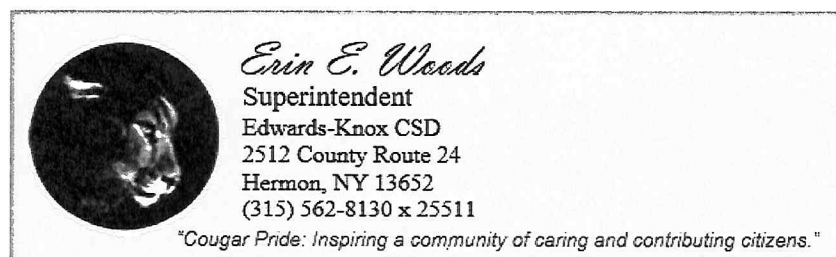 Erin E. Woods
Superintendent
Edwards-Knox CSD
2512 County Route 24
Hermon, NY 13652
(315) 562-8130 x 25511
"Cougar Pride: Inspiring a community of caring and contributing citizens."